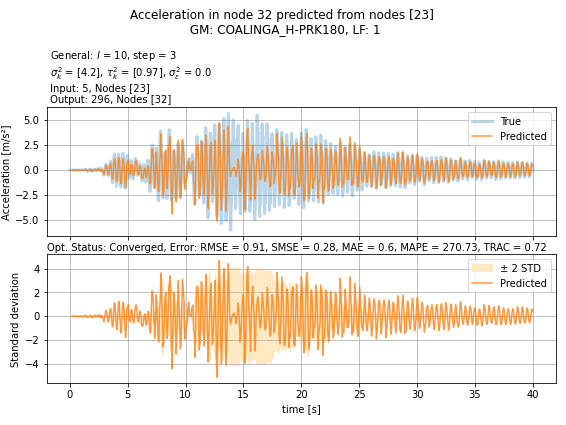 Acceleration in node 32 predicted from nodes [23]
GM: COALINGA_H-PRK180, LF: 1
General: l = 10, step = 3
σ²ₖ = [4.2], τ²ₖ = [0.97], σ²ε = 0.0
Input: 5, Nodes [23]
Output: 296, Nodes [32]
Acceleration [m/s²]
5.0
2.5
0.0
−2.5
−5.0
True
Predicted
Opt. Status: Converged, Error: RMSE = 0.91, SMSE = 0.28, MAE = 0.6, MAPE = 270.73, TRAC = 0.72
Standard deviation
4
2
0
−2
−4
± 2 STD
Predicted
0 5 10 15 20 25 30 35 40
time [s]